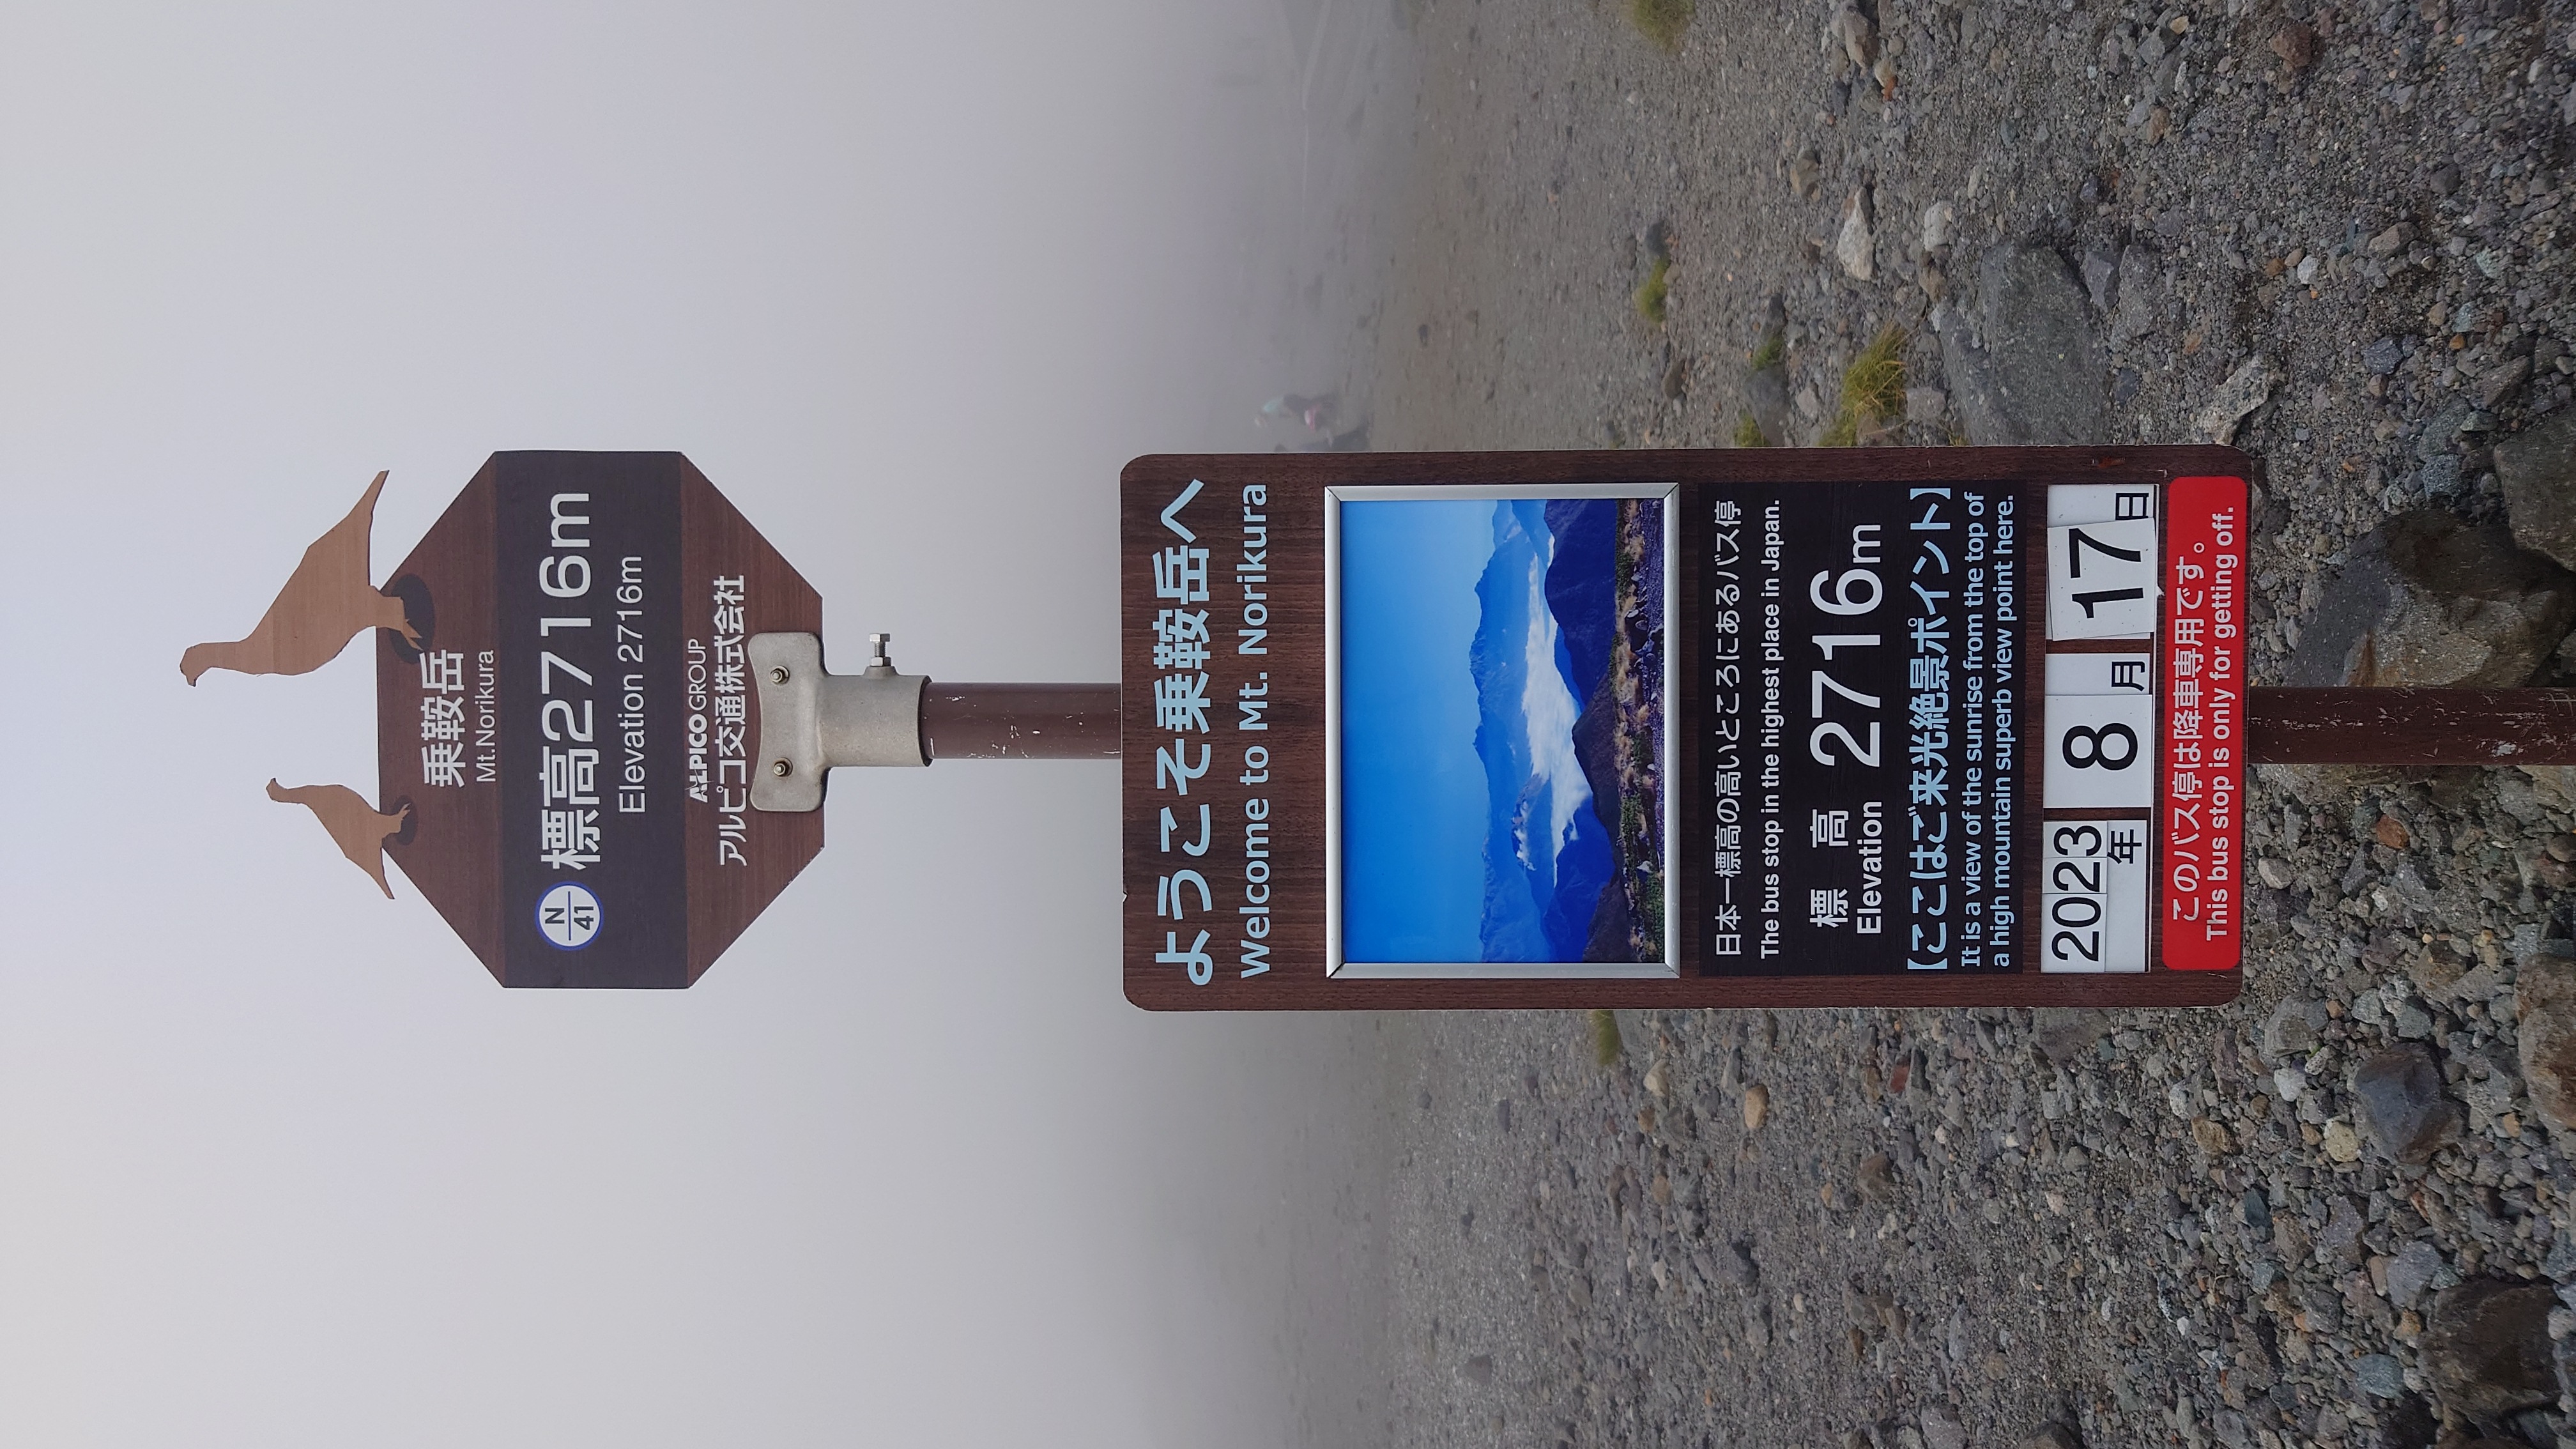 乗鞍岳
Mt.Norikura
N
41
標高2716m
Elevation 2716m
ALPICO GROUP
アルピコ交通株式会社
ようこそ乗鞍岳へ
Welcome to Mt. Norikura
日本一標高の高いところにあるバス停
The bus stop in the highest place in Japan.
標高 2716m
Elevation
【ここはご来光絶景ポイント】
It is a view of the sunrise from the top of
a high mountain superb view point here.
2023年 8月 17日
このバス停は降車専用です。
This bus stop is only for getting off.